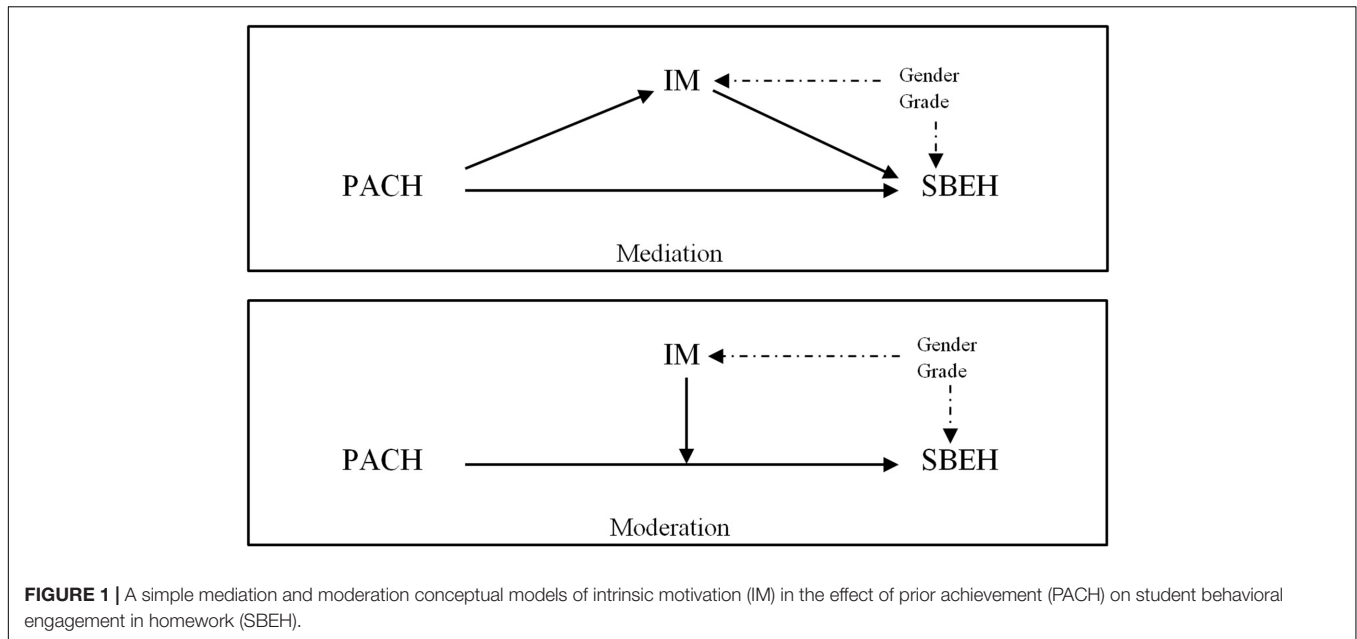 IM
Gender
Grade
PACH
SBEH
Mediation
IM
Gender
Grade
PACH
SBEH
Moderation
FIGURE 1 | A simple mediation and moderation conceptual models of intrinsic motivation (IM) in the effect of prior achievement (PACH) on student behavioral
engagement in homework (SBEH).